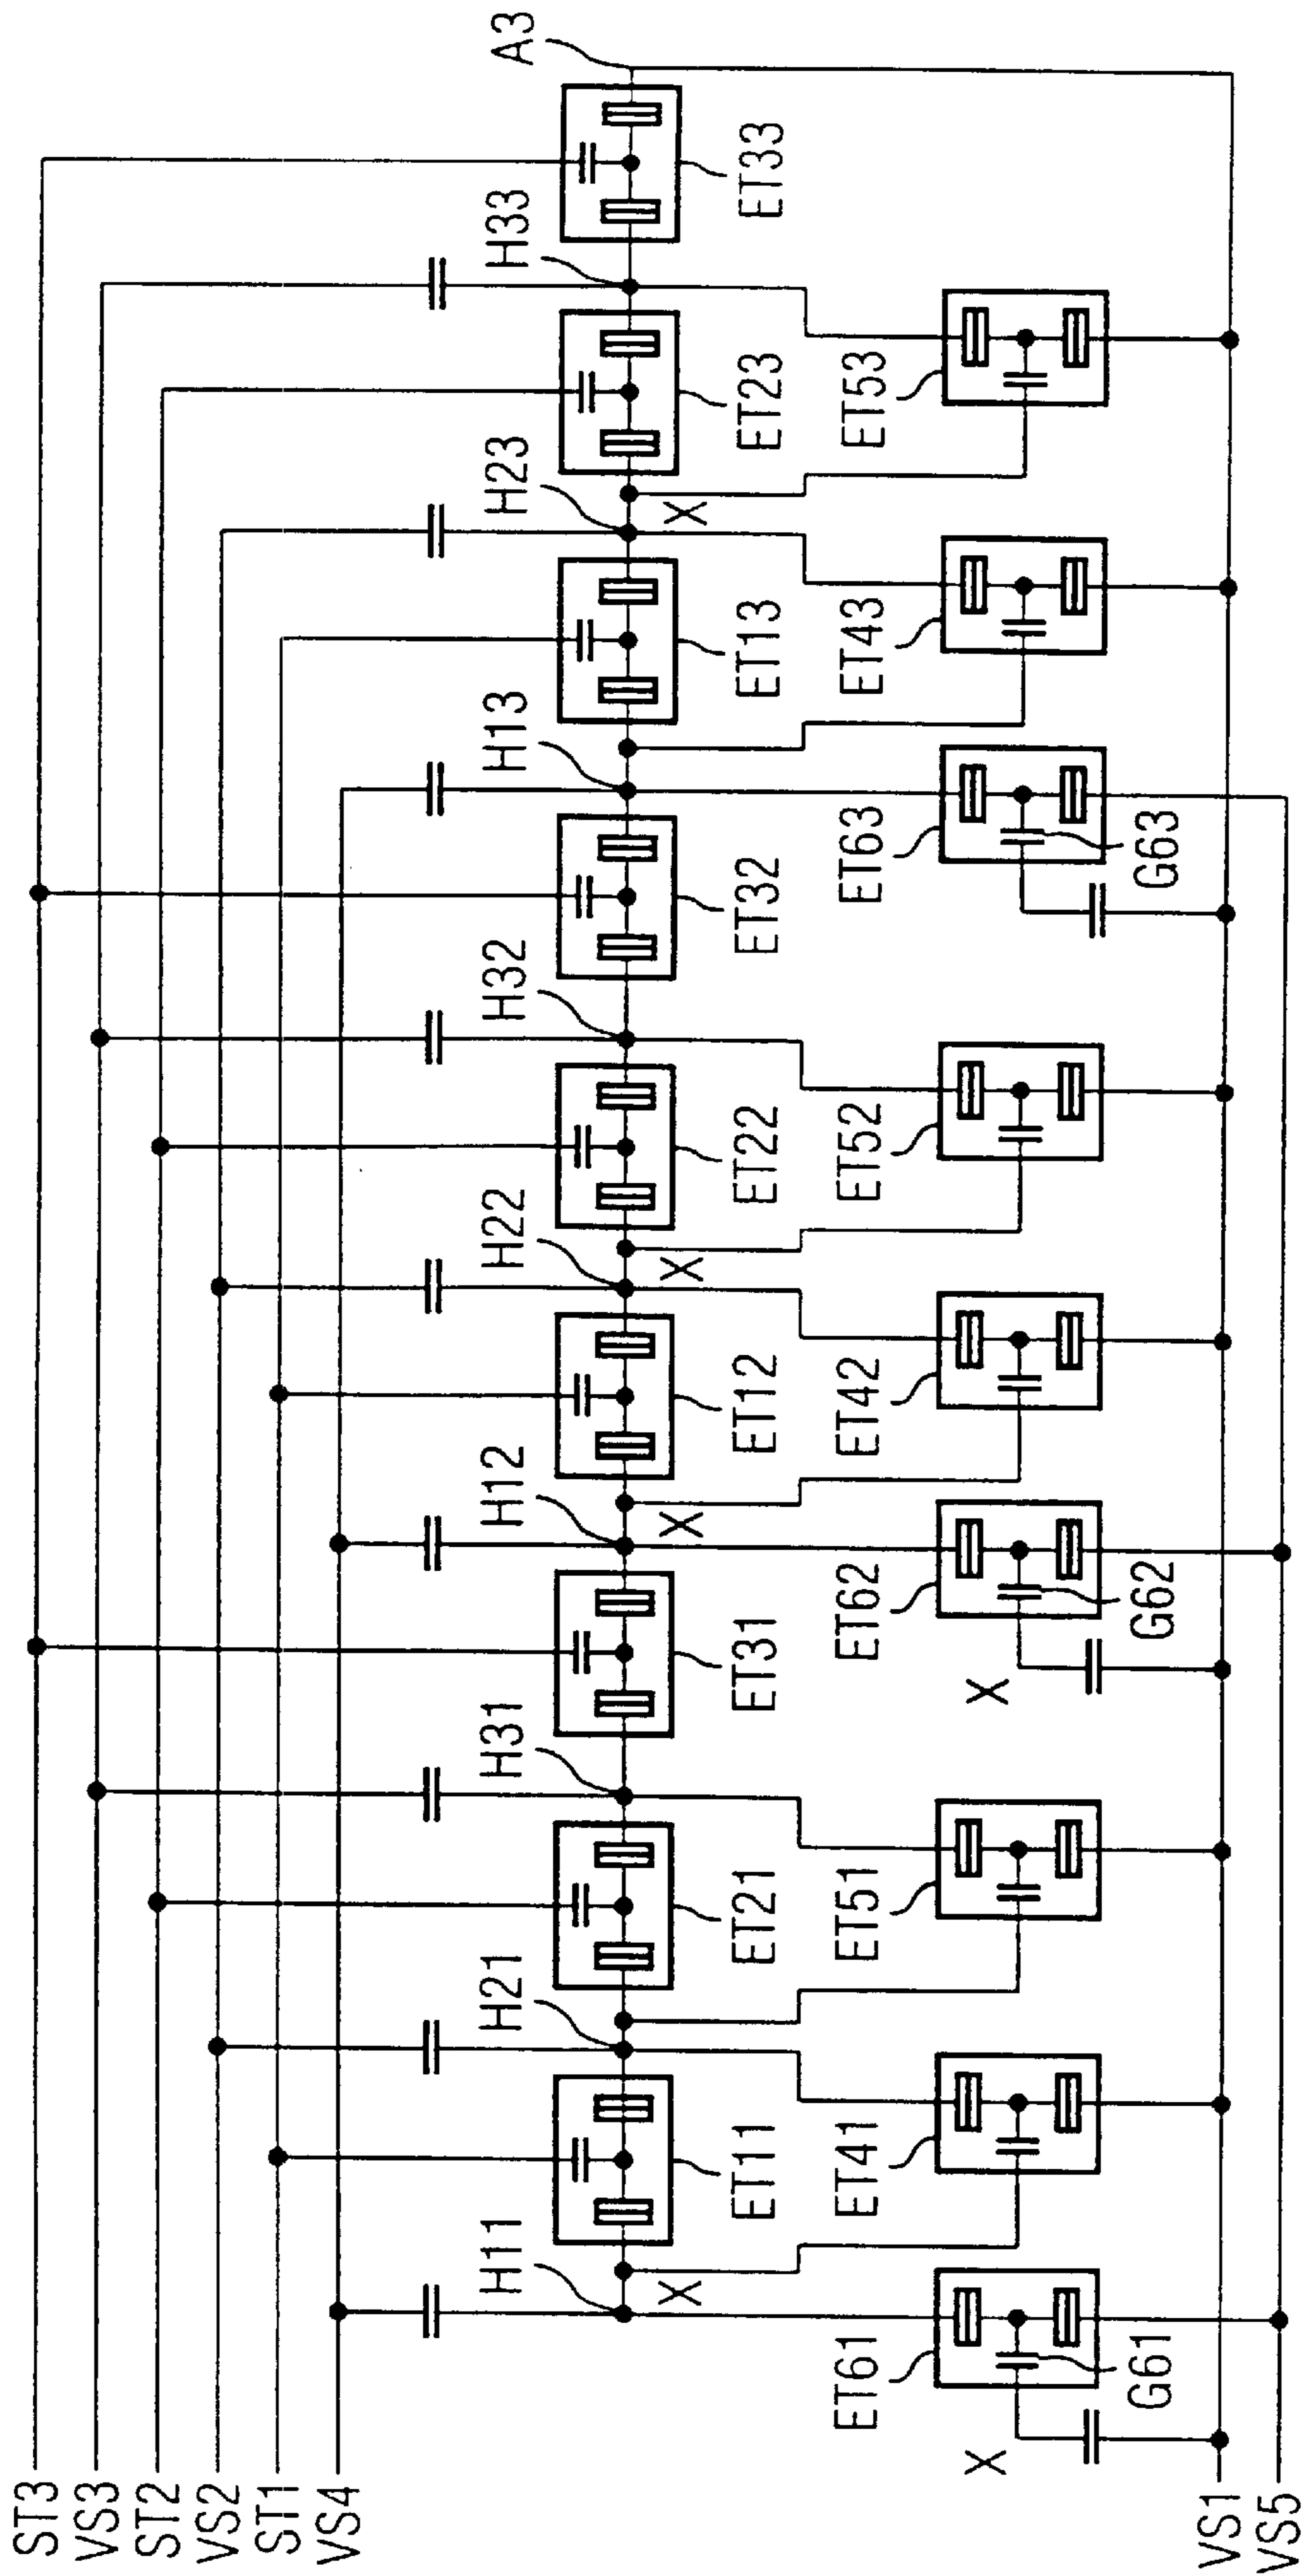 ST3
VS3
ST2
VS2
ST1
VS4
H11
H21
H31
H12
H22
H32
H13
H23
H33
A3
X
X
X
X
ET11
ET21
ET31
ET12
ET22
ET32
ET13
ET23
ET33
ET61
ET41
ET51
ET62
ET42
ET52
ET63
ET43
ET53
X
X
G61
G62
G63
VS1
VS5